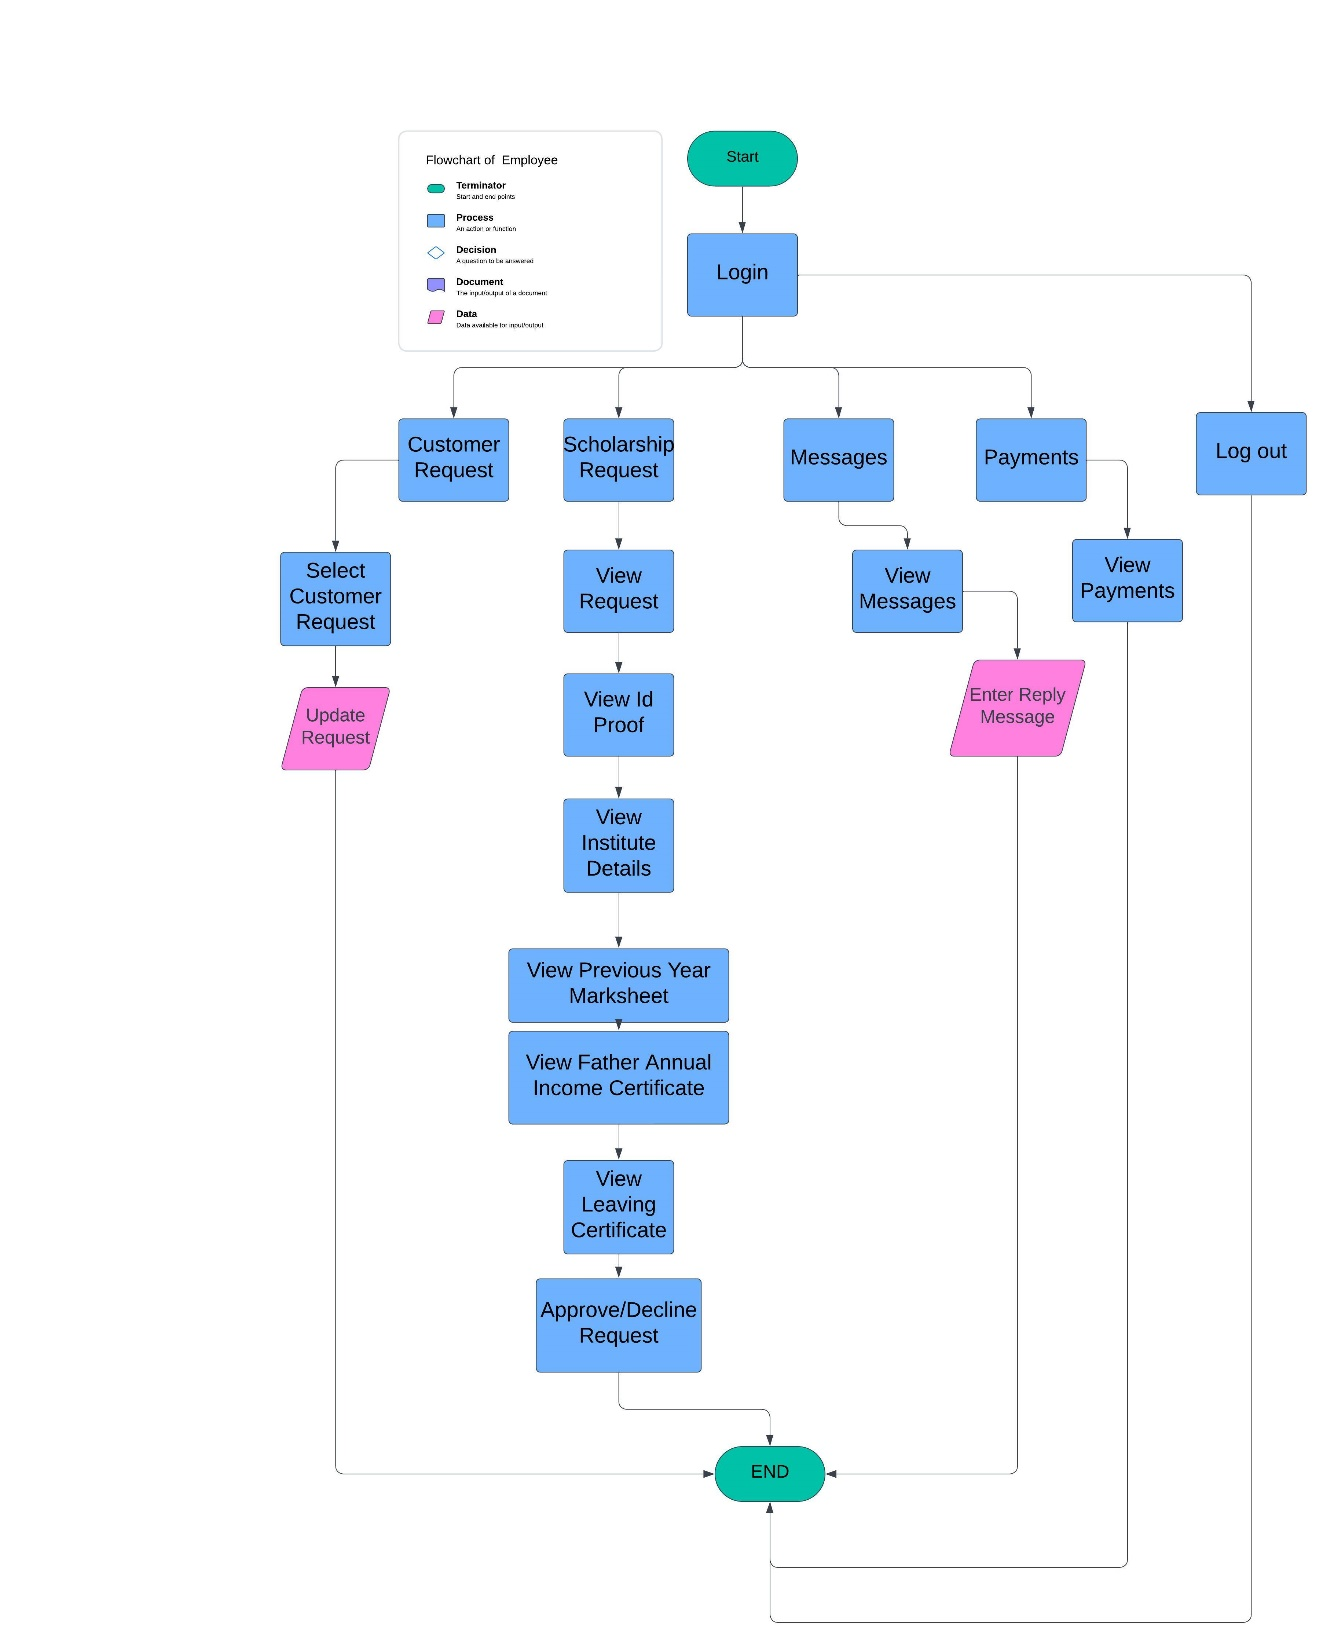 Start
Flowchart of  Employee
Terminator
Start and end points
Process
An action or function
Decision
A question to be answered
Document
The input/output of a document
Data
Data available for input/output
Login
Customer
Request
Scholarship
Request
Messages
Payments
Log out
Select
Customer
Request
View
Request
View
Messages
View
Payments
Update
Request
View Id
Proof
Enter Reply
Message
View
Institute
Details
View Previous Year
Marksheet
View Father Annual
Income Certificate
View
Leaving
Certificate
Approve/Decline
Request
END